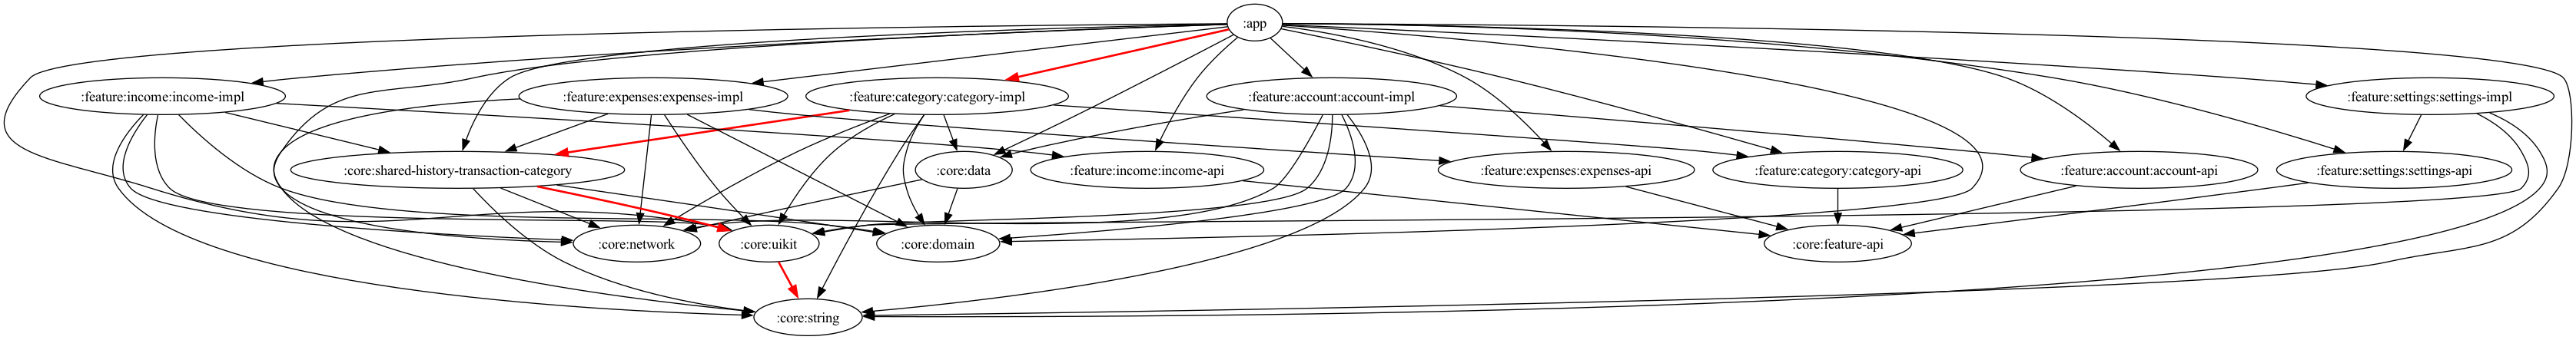 :app
:feature:income:income-impl
:feature:expenses:expenses-impl
:feature:category:category-impl
:feature:account:account-impl
:feature:settings:settings-impl
:core:shared-history-transaction-category
:core:data
:feature:income:income-api
:feature:expenses:expenses-api
:feature:category:category-api
:feature:account:account-api
:feature:settings:settings-api
:core:network
:core:uikit
:core:domain
:core:feature-api
:core:string